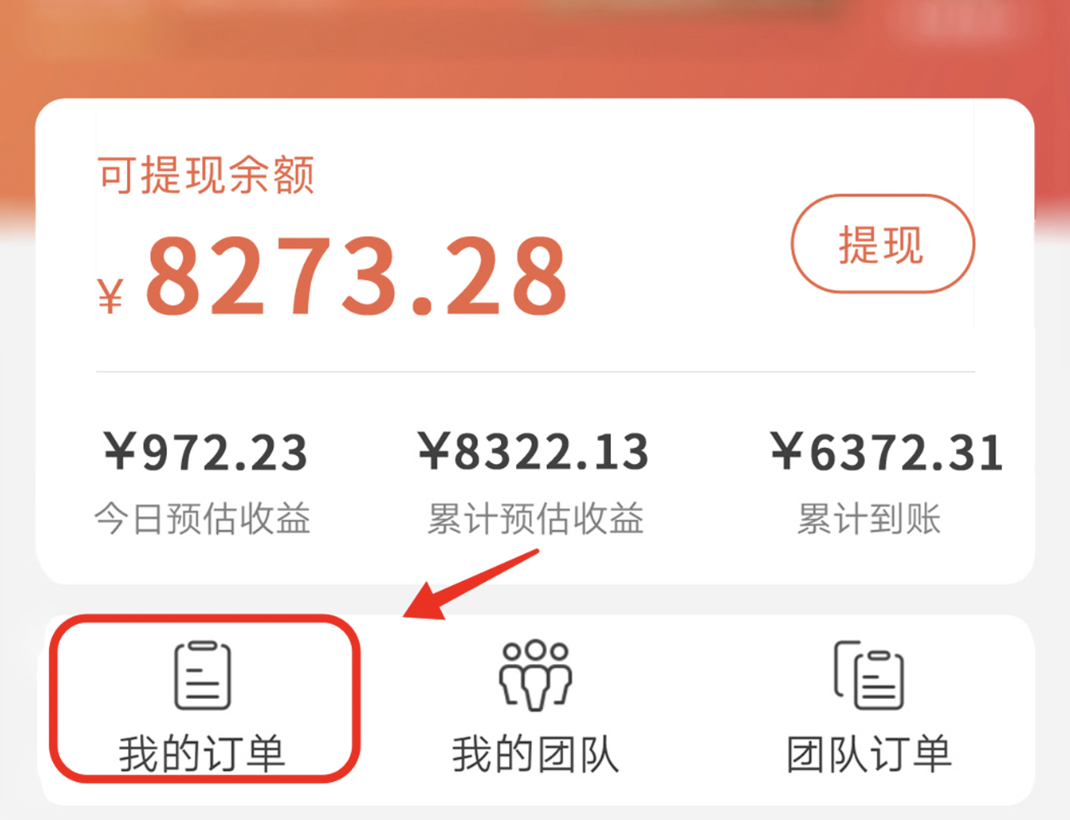 可提现余额
¥ 8273.28
提现
¥972.23
¥8322.13
¥6372.31
今日预估收益
累计预估收益
累计到账
我的订单
我的团队
团队订单